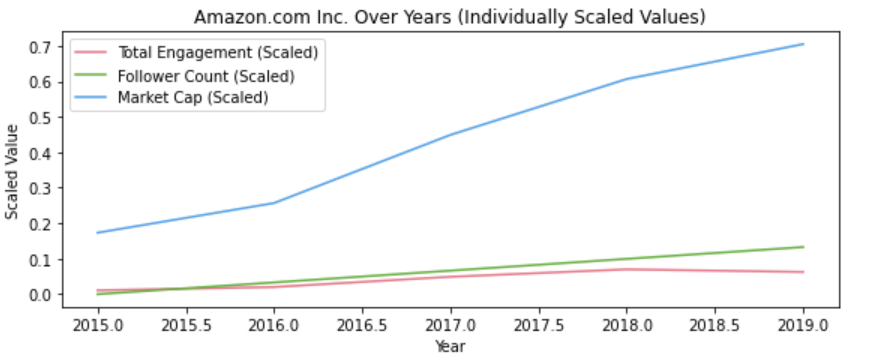 Amazon.com Inc. Over Years (Individually Scaled Values)
Total Engagement (Scaled)
Follower Count (Scaled)
Market Cap (Scaled)
Scaled Value
0.7
0.6
0.5
0.4
0.3
0.2
0.1
0.0
2015.0 2015.5 2016.0 2016.5 2017.0 2017.5 2018.0 2018.5 2019.0
Year